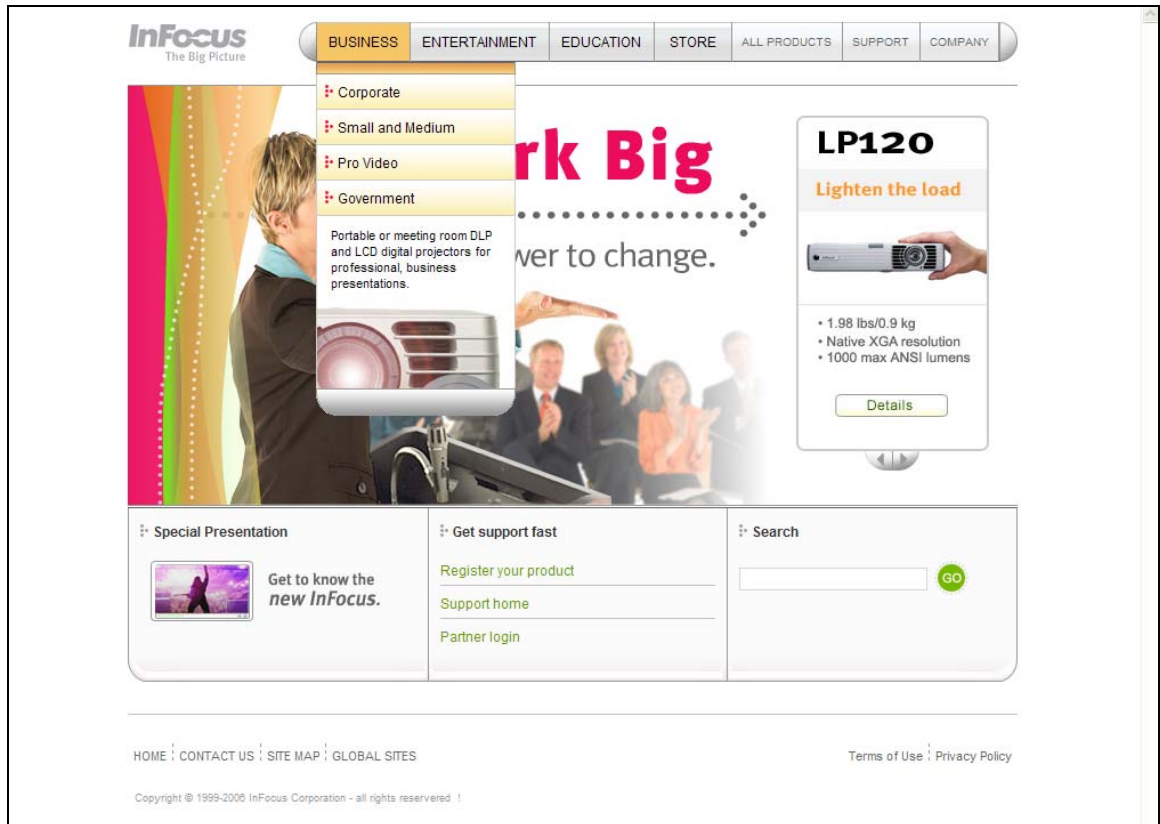 InFocus
The Big Picture
BUSINESS ENTERTAINMENT EDUCATION STORE ALL PRODUCTS SUPPORT COMPANY
Corporate
Small and Medium
Pro Video
Government
Portable or meeting room DLP
and LCD digital projectors for
professional, business
presentations.
rk Big
wer to change.
LP120
Lighten the load
• 1.98 lbs/0.9 kg
• Native XGA resolution
• 1000 max ANSI lumens
Details
Special Presentation
Get to know the
new InFocus.
Get support fast
Register your product
Support home
Partner login
Search
GO
HOME CONTACT US SITE MAP GLOBAL SITES
Terms of Use Privacy Policy
Copyright © 1999-2006 InFocus Corporation - all rights reservered !